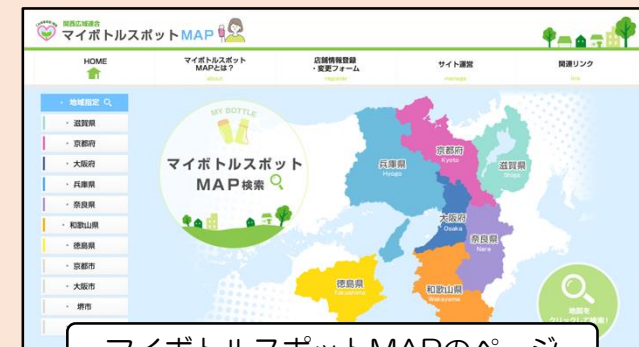 関西広域連合
マイボトルスポットMAP
HOME
マイボトルスポット
MAPとは？
about
店舗情報登録
・変更フォーム
register
サイト運営
manage
関連リンク
link
・ 地域指定
・ 滋賀県
・ 京都府
・ 大阪府
・ 兵庫県
・ 奈良県
・ 和歌山県
・ 徳島県
・ 京都市
・ 大阪市
・ 堺市
MY BOTTLE
マイボトルスポット
MAP検索
兵庫県
Hyogo
京都府
Kyoto
滋賀県
Shiga
大阪府
Osaka
奈良県
Nara
徳島県
Tokushima
和歌山県
Wakayama
地図を
クリックして検索！
マイボトルスポットMAPのページ